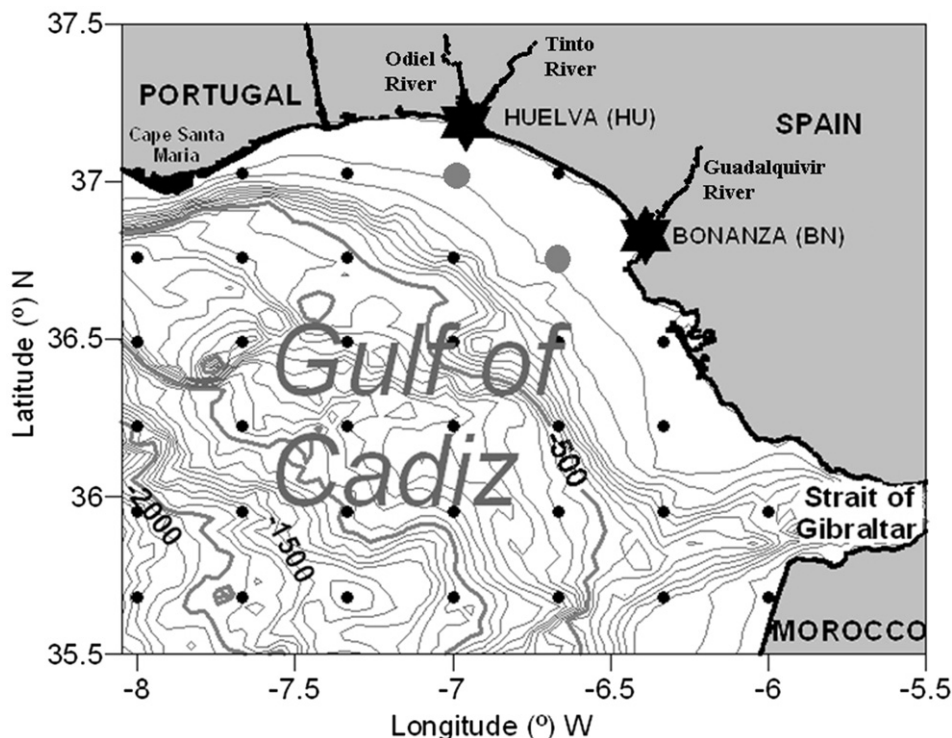 37.5
37
36.5
36
35.5
Latitude (º) N
Odiel
River
Tinto
River
PORTUGAL
HUELVA (HU)
SPAIN
Cape Santa
Maria
Guadalquivir
River
BONANZA (BN)
Gulf of
Cadiz
-500
-2000
-1500
Strait of
Gibraltar
MOROCCO
-8
-7.5
-7
-6.5
-6
-5.5
Longitude (º) W